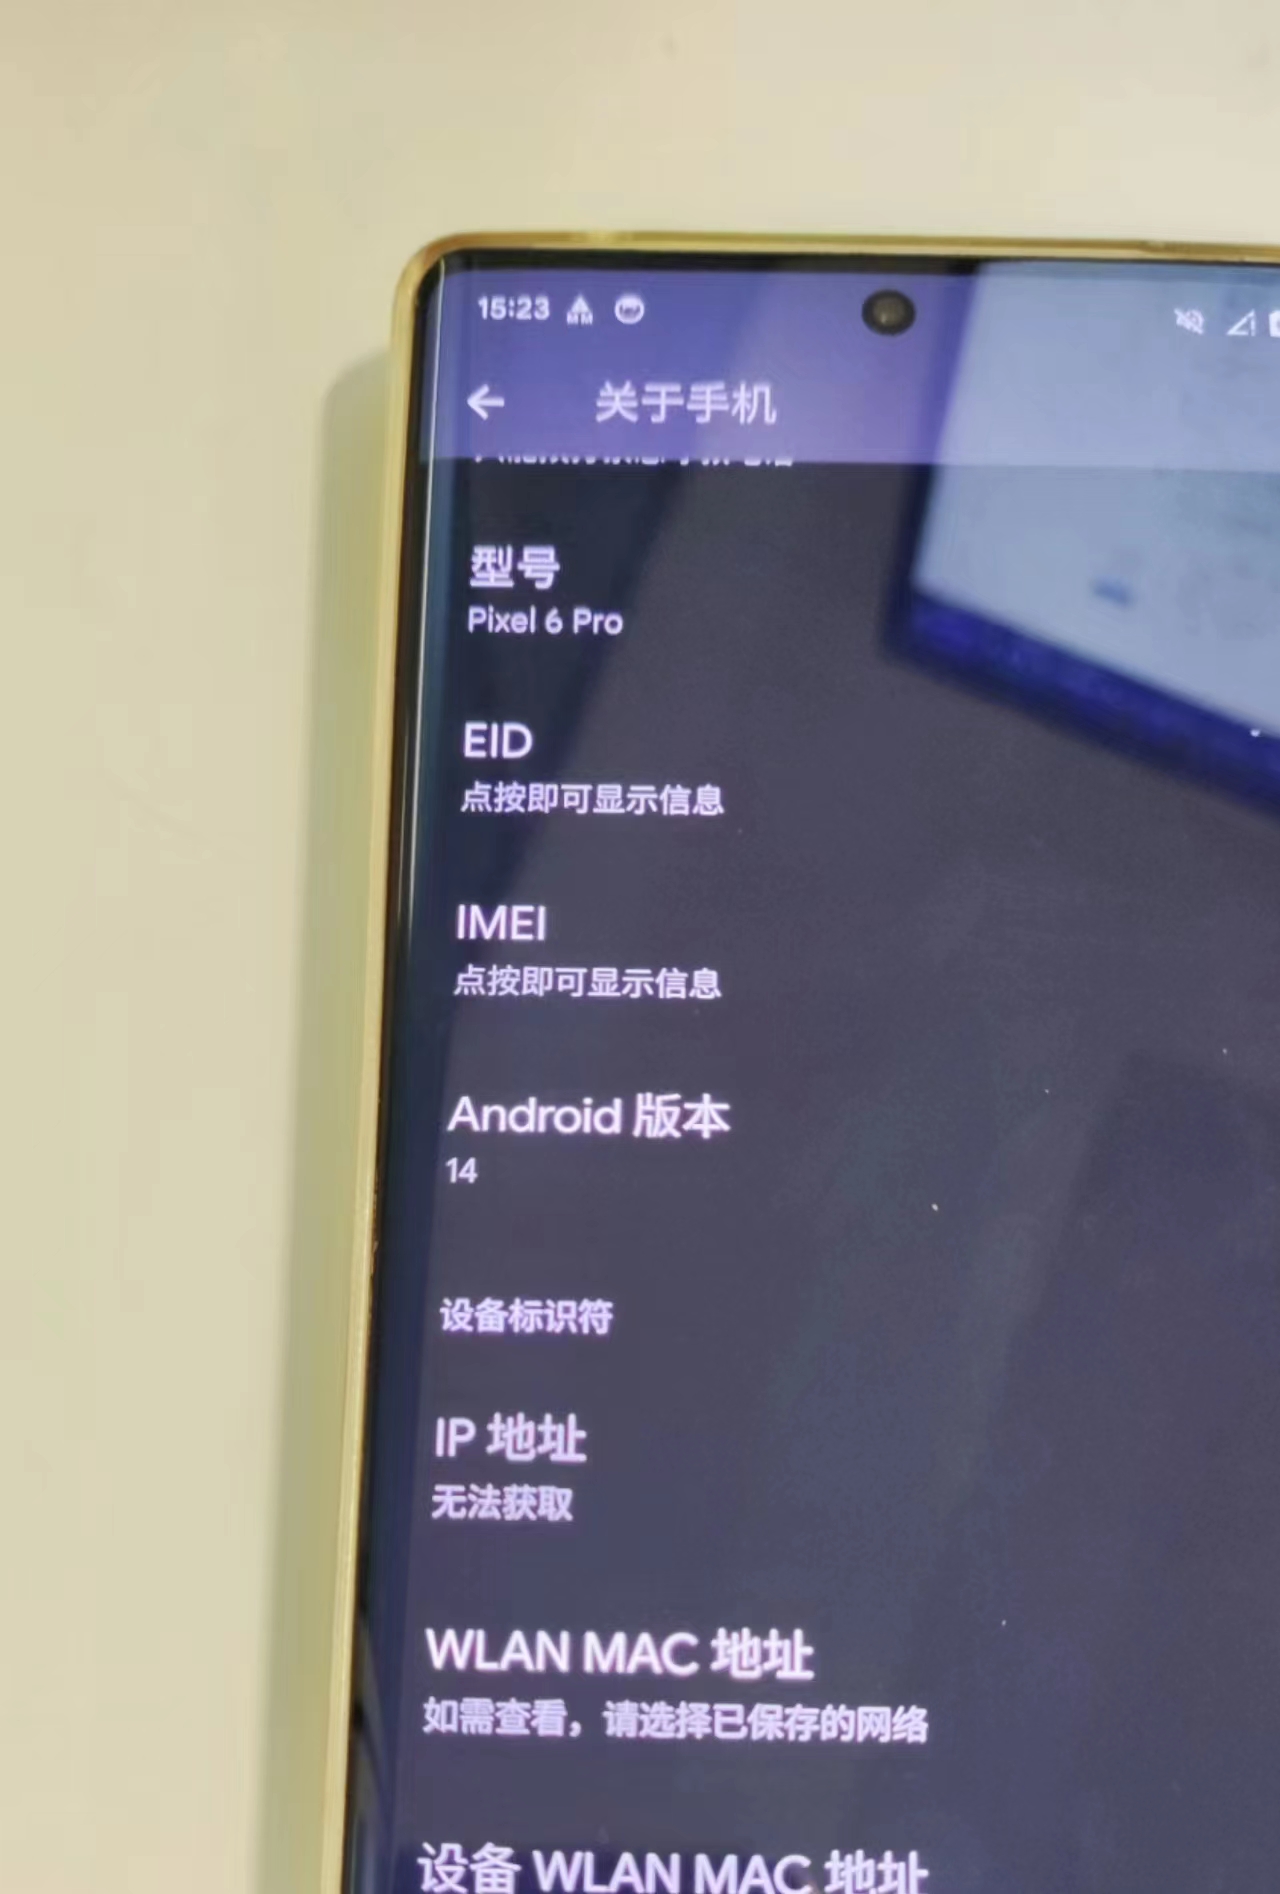 15:23
关于手机
型号
Pixel 6 Pro
EID
点按即可显示信息
IMEI
点按即可显示信息
Android 版本
14
设备标识符
IP 地址
无法获取
WLAN MAC 地址
如需查看，请选择已保存的网络
设备 WLAN MAC 地址